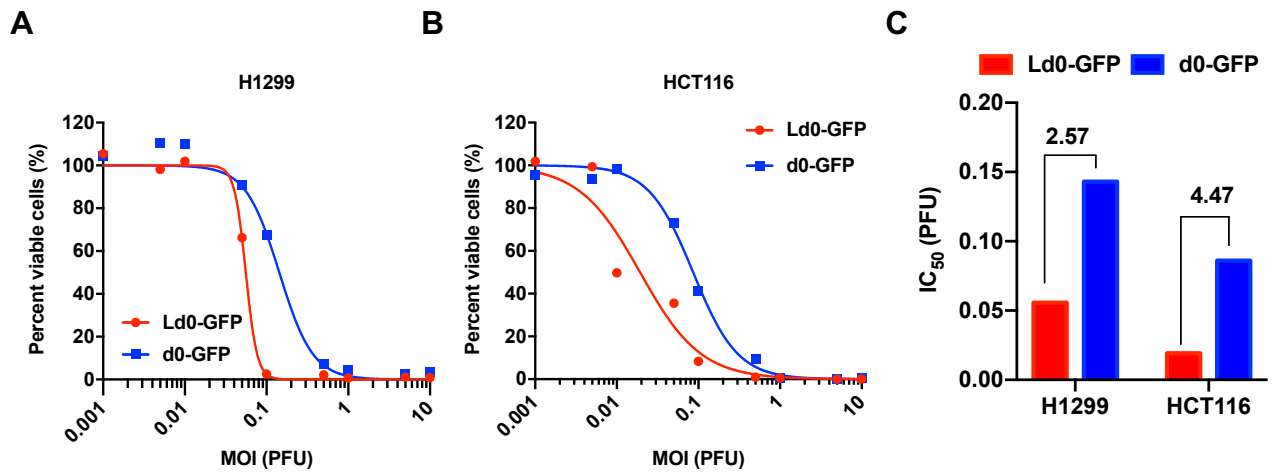 A
H1299
Percent viable cells (%)
120
100
80
60
40
20
0
Ld0-GFP
d0-GFP
0.001
0.01
0.1
1
10
MOI (PFU)
B
HCT116
Percent viable cells (%)
120
100
80
60
40
20
0
Ld0-GFP
d0-GFP
0.001
0.01
0.1
1
10
MOI (PFU)
C
Ld0-GFP
d0-GFP
IC50 (PFU)
0.20
0.15
0.10
0.05
0.00
2.57
4.47
H1299
HCT116